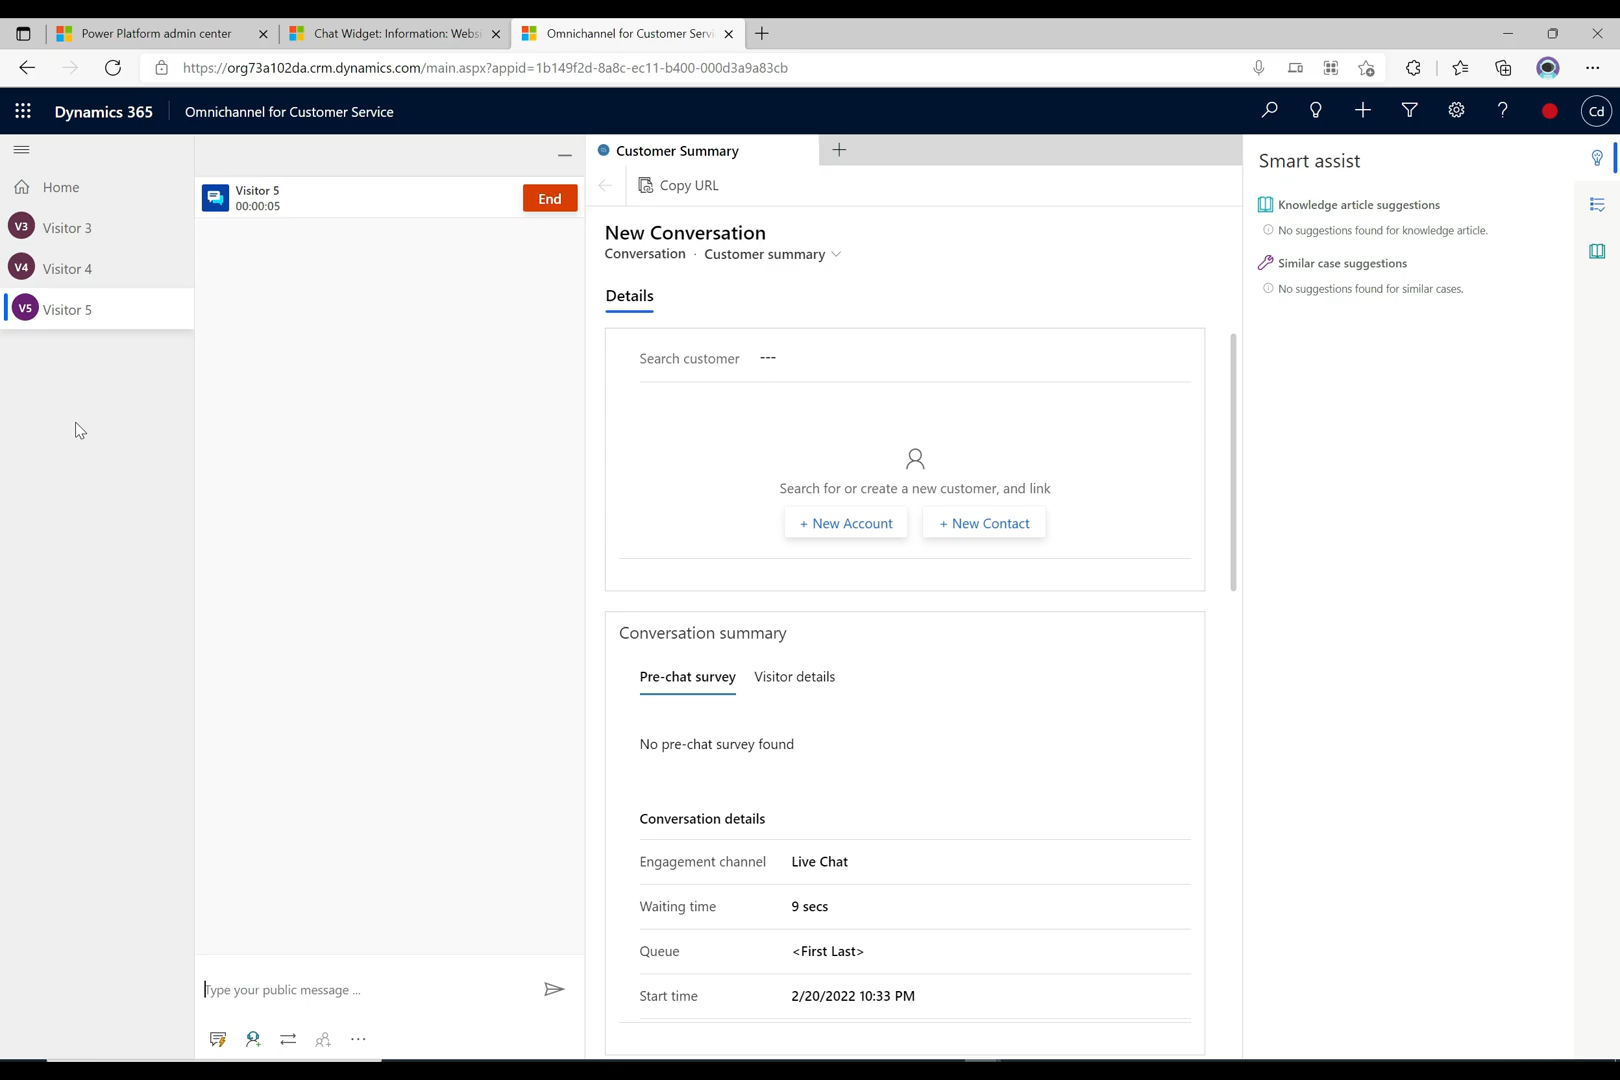 Power Platform admin center
Chat Widget: Information: Websi
Omnichannel for Customer Servi
https://org73a102da.crm.dynamics.com/main.aspx?appid=1b149f2d-8a8c-ec11-b400-000d3a9a83cb
Dynamics 365
Omnichannel for Customer Service
Cd
Home
V3 Visitor 3
V4 Visitor 4
V5 Visitor 5
Visitor 5
00:00:05
End
Customer Summary
Copy URL
New Conversation
Conversation · Customer summary
Details
Search customer ---
Search for or create a new customer, and link
+ New Account
+ New Contact
Conversation summary
Pre-chat survey
Visitor details
No pre-chat survey found
Conversation details
Engagement channel Live Chat
Waiting time 9 secs
Queue <First Last>
Start time 2/20/2022 10:33 PM
Type your public message ...
Smart assist
Knowledge article suggestions
No suggestions found for knowledge article.
Similar case suggestions
No suggestions found for similar cases.